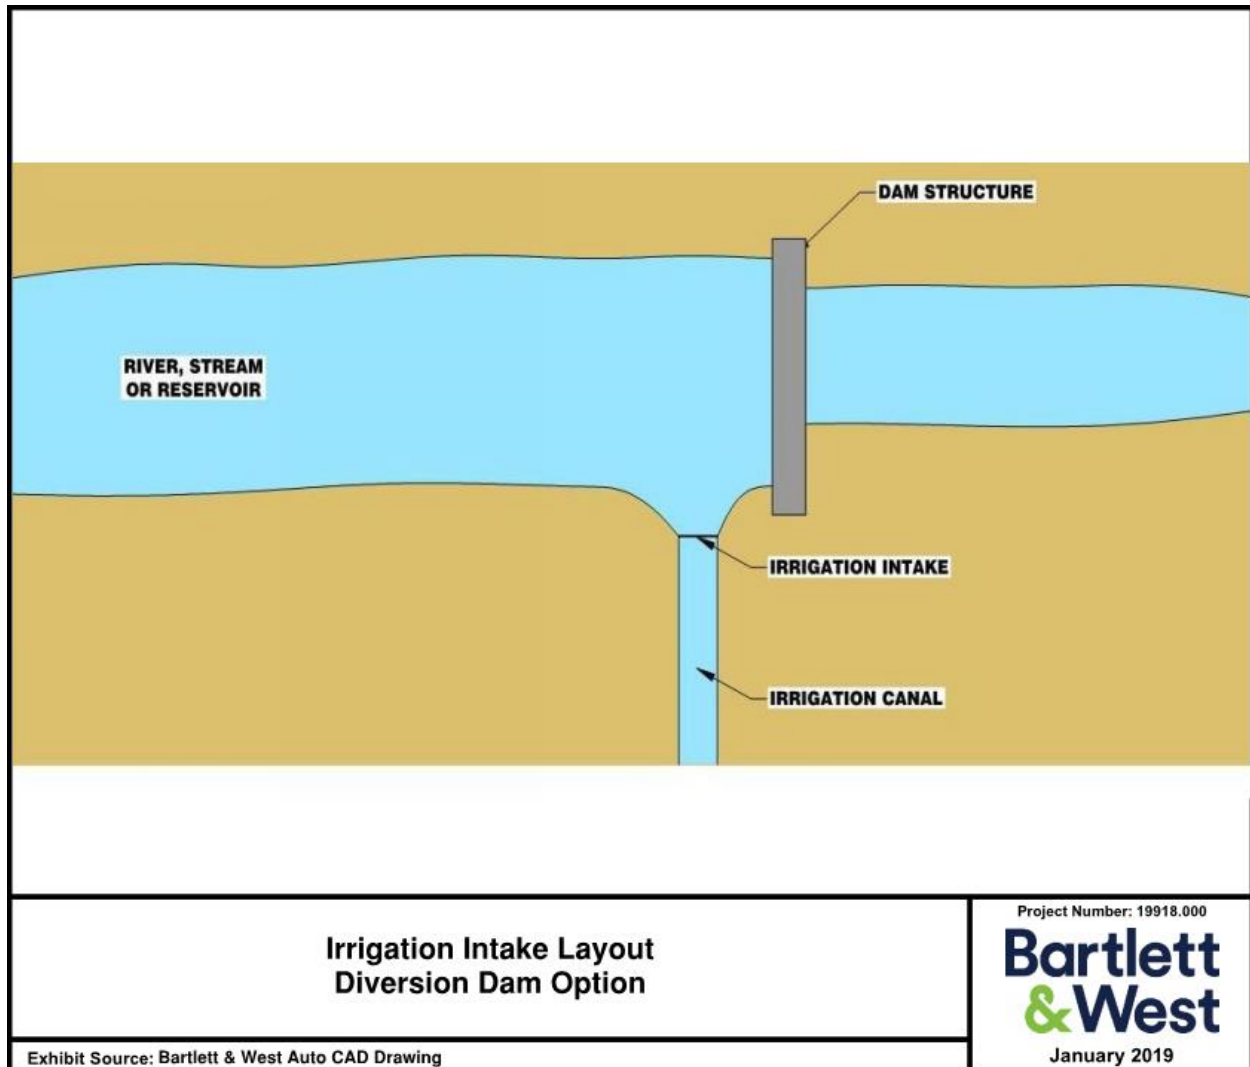 DAM STRUCTURE
RIVER, STREAM
OR RESERVOIR
IRRIGATION INTAKE
IRRIGATION CANAL
Irrigation Intake Layout
Diversion Dam Option
Exhibit Source: Bartlett & West Auto CAD Drawing
Project Number: 19918.000
Bartlett
&West
January 2019